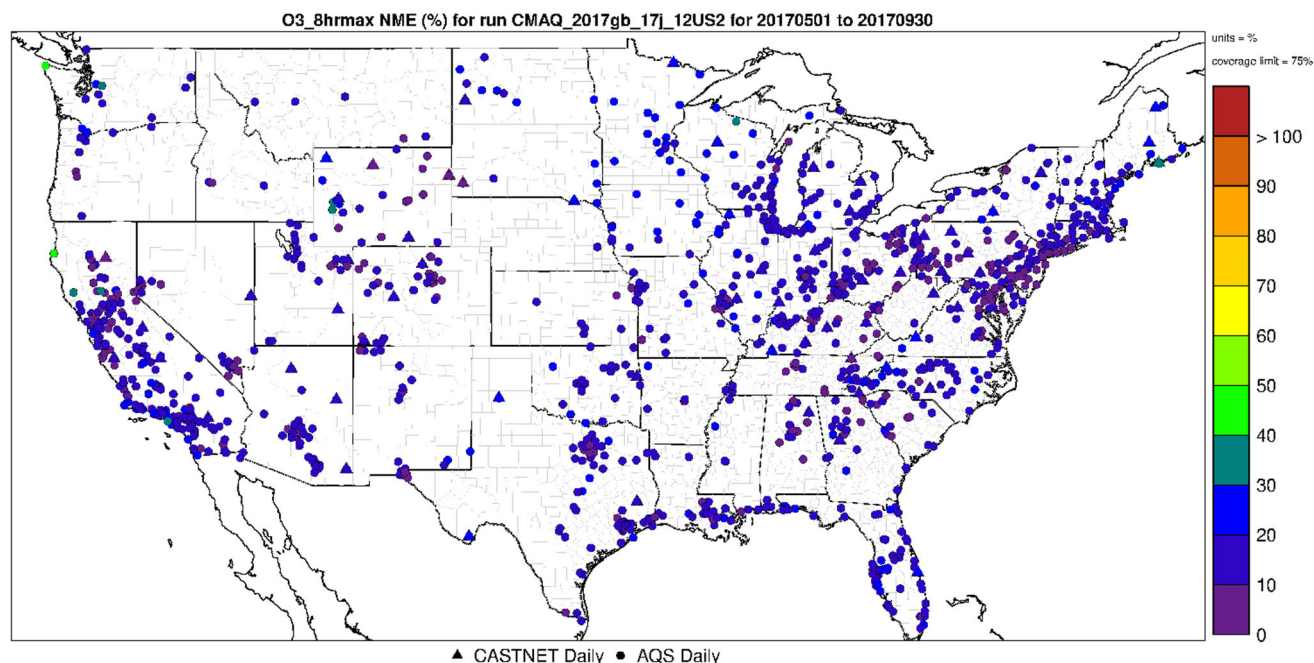 O3_8hrmax NME (%) for run CMAQ_2017gb_17j_12US2 for 20170501 to 20170930
units = %
coverage limit = 75%
> 100
90
80
70
60
50
40
30
20
10
0
CASTNET Daily AQS Daily